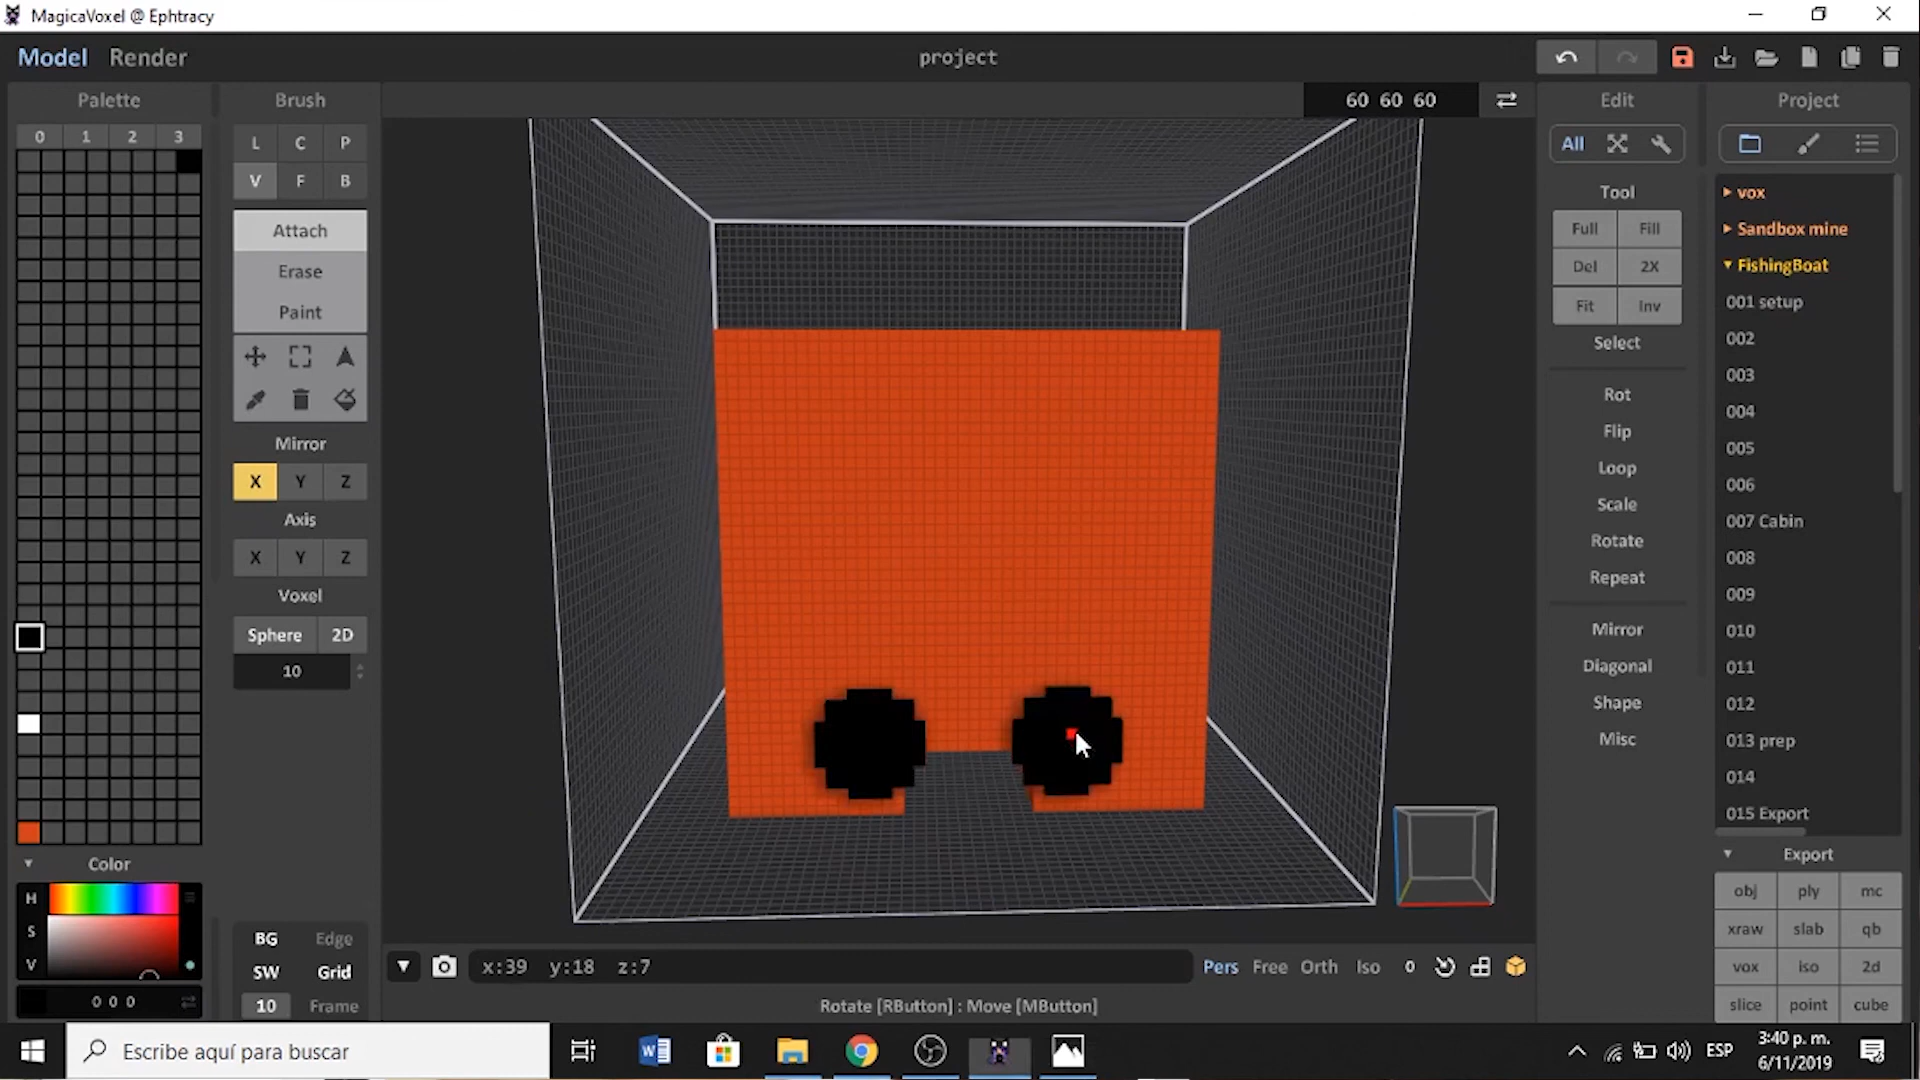 MagicaVoxel @ Ephtracy
Model Render
project
Palette
0 1 2 3
Brush
L C P
V F B
Attach
Erase
Paint
Mirror
X Y Z
Axis
X Y Z
Voxel
Sphere 2D
10
Color
H
S
V
0 0 0
BG Edge
SW Grid
10 Frame
60 60 60
x:39 y:18 z:7
Pers Free Orth Iso 0
Rotate [RButton] : Move [MButton]
Edit
All
Tool
Full Fill
Del 2X
Fit Inv
Select
Rot
Flip
Loop
Scale
Rotate
Repeat
Mirror
Diagonal
Shape
Misc
Project
vox
Sandbox mine
FishingBoat
001 setup
002
003
004
005
006
007 Cabin
008
009
010
011
012
013 prep
014
015 Export
Export
obj ply mc
xraw slab qb
vox iso 2d
slice point cube
Escribe aquí para buscar
ESP
3:40 p. m.
6/11/2019